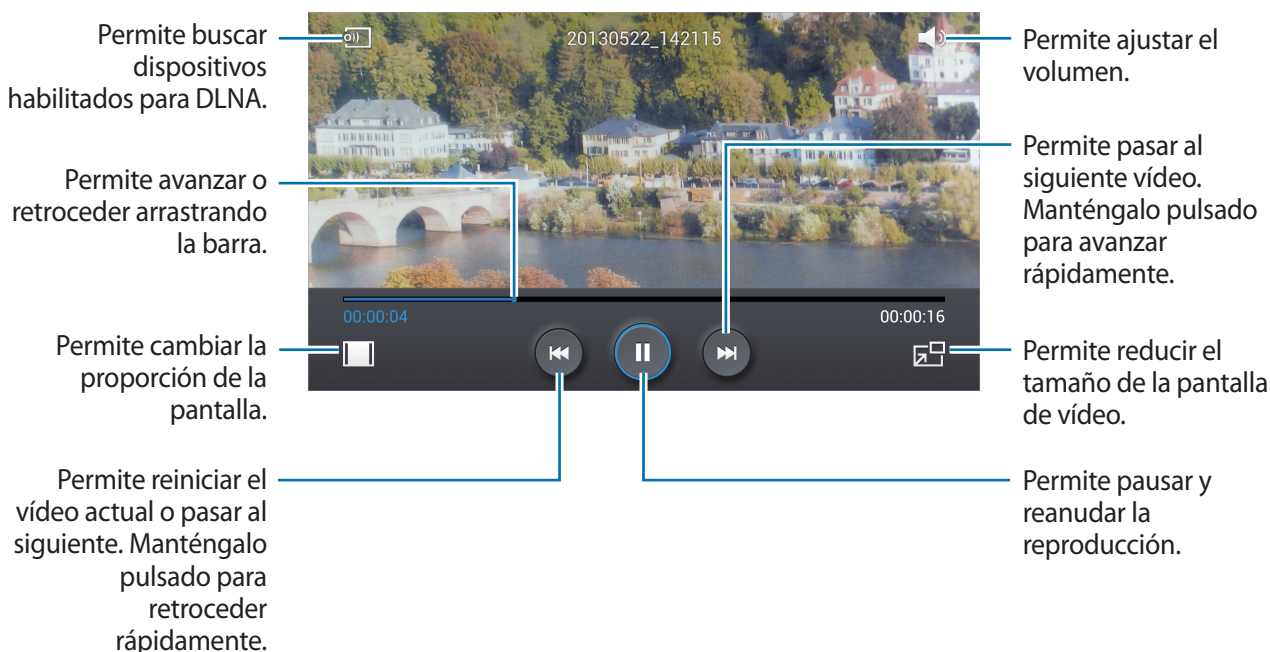 Permite buscar
dispositivos
habilitados para DLNA.
Permite avanzar o
retroceder arrastrando
la barra.
Permite cambiar la
proporción de la
pantalla.
Permite reiniciar el
vídeo actual o pasar al
siguiente. Manténgalo
pulsado para
retroceder
rápidamente.
20130522_142115
00:00:04
00:00:16
Permite ajustar el
volumen.
Permite pasar al
siguiente vídeo.
Manténgalo pulsado
para avanzar
rápidamente.
Permite reducir el
tamaño de la pantalla
de vídeo.
Permite pausar y
reanudar la
reproducción.